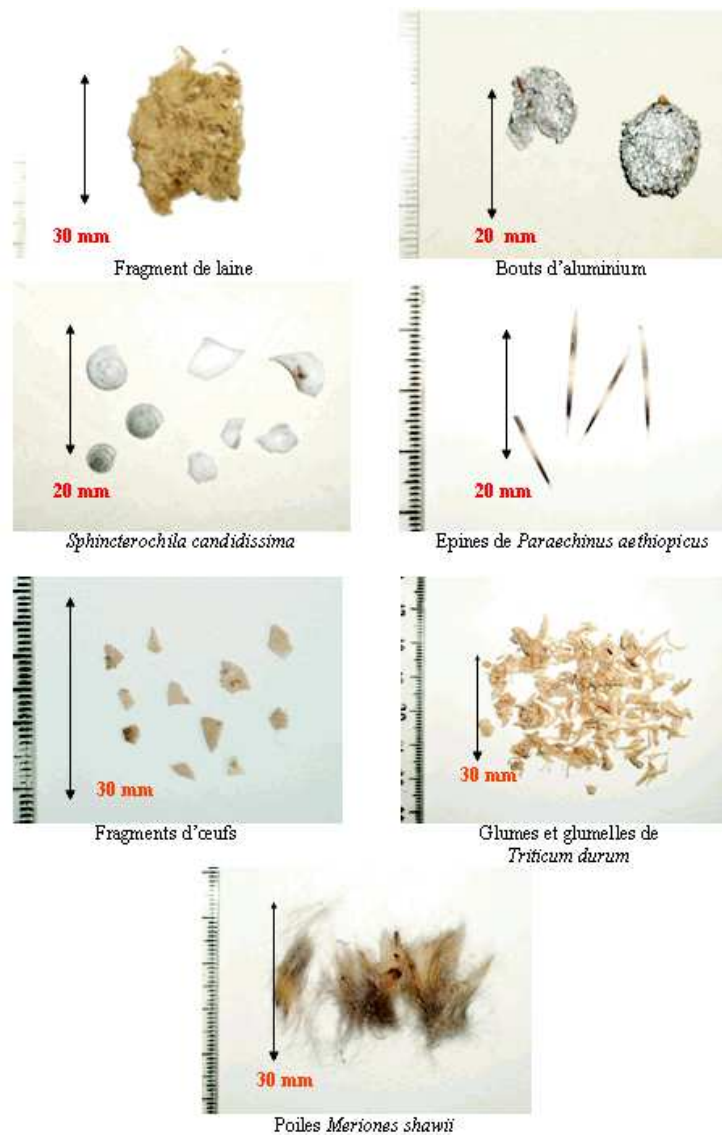 30 mm
Fragment de laine
20 mm
Bouts d'aluminium
20 mm
Sphincterochila candidissima
20 mm
Epines de Paraechinus aethiopicus
30 mm
Fragments d'œufs
30 mm
Glumes et glumelles de
Triticum durum
30 mm
Poiles Meriones shawii